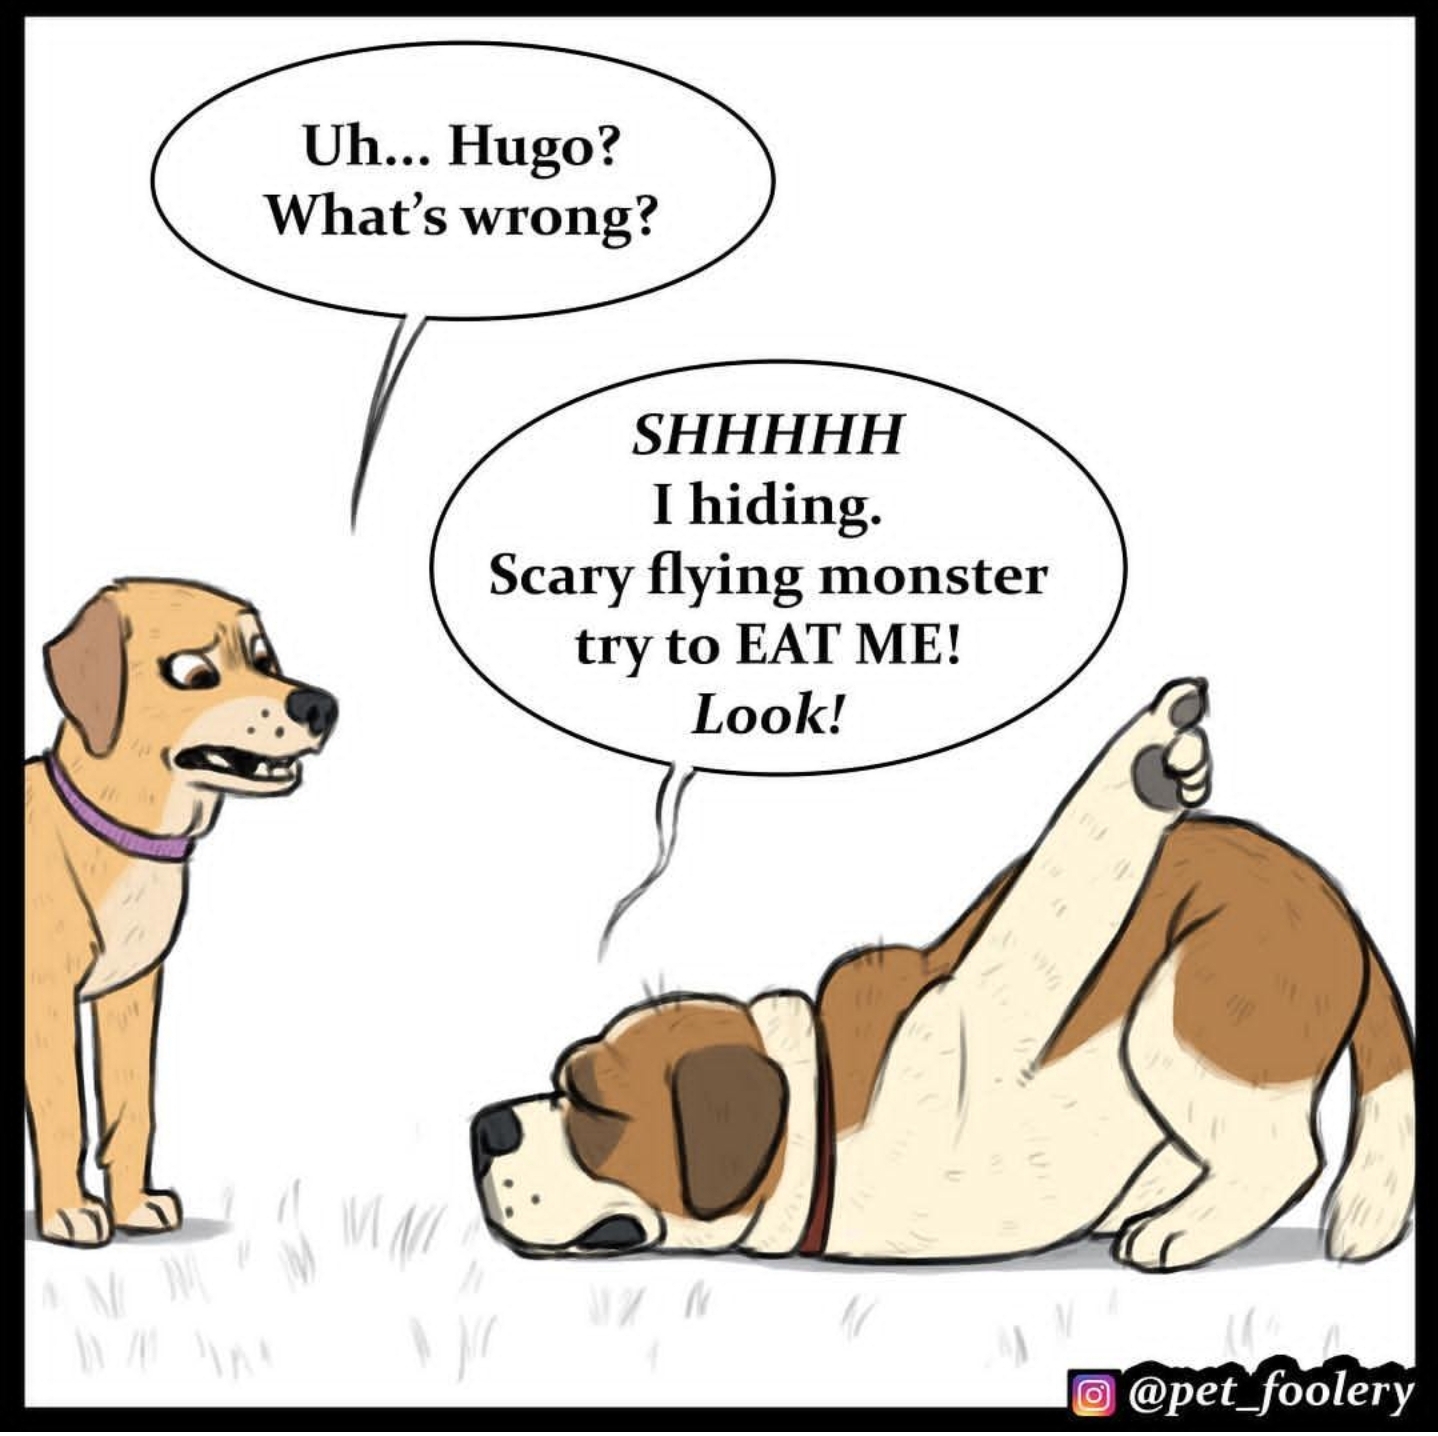 Uh... Hugo?
What's wrong?
SHHHHH
I hiding.
Scary flying monster
try to EAT ME!
Look!
@pet_foolery